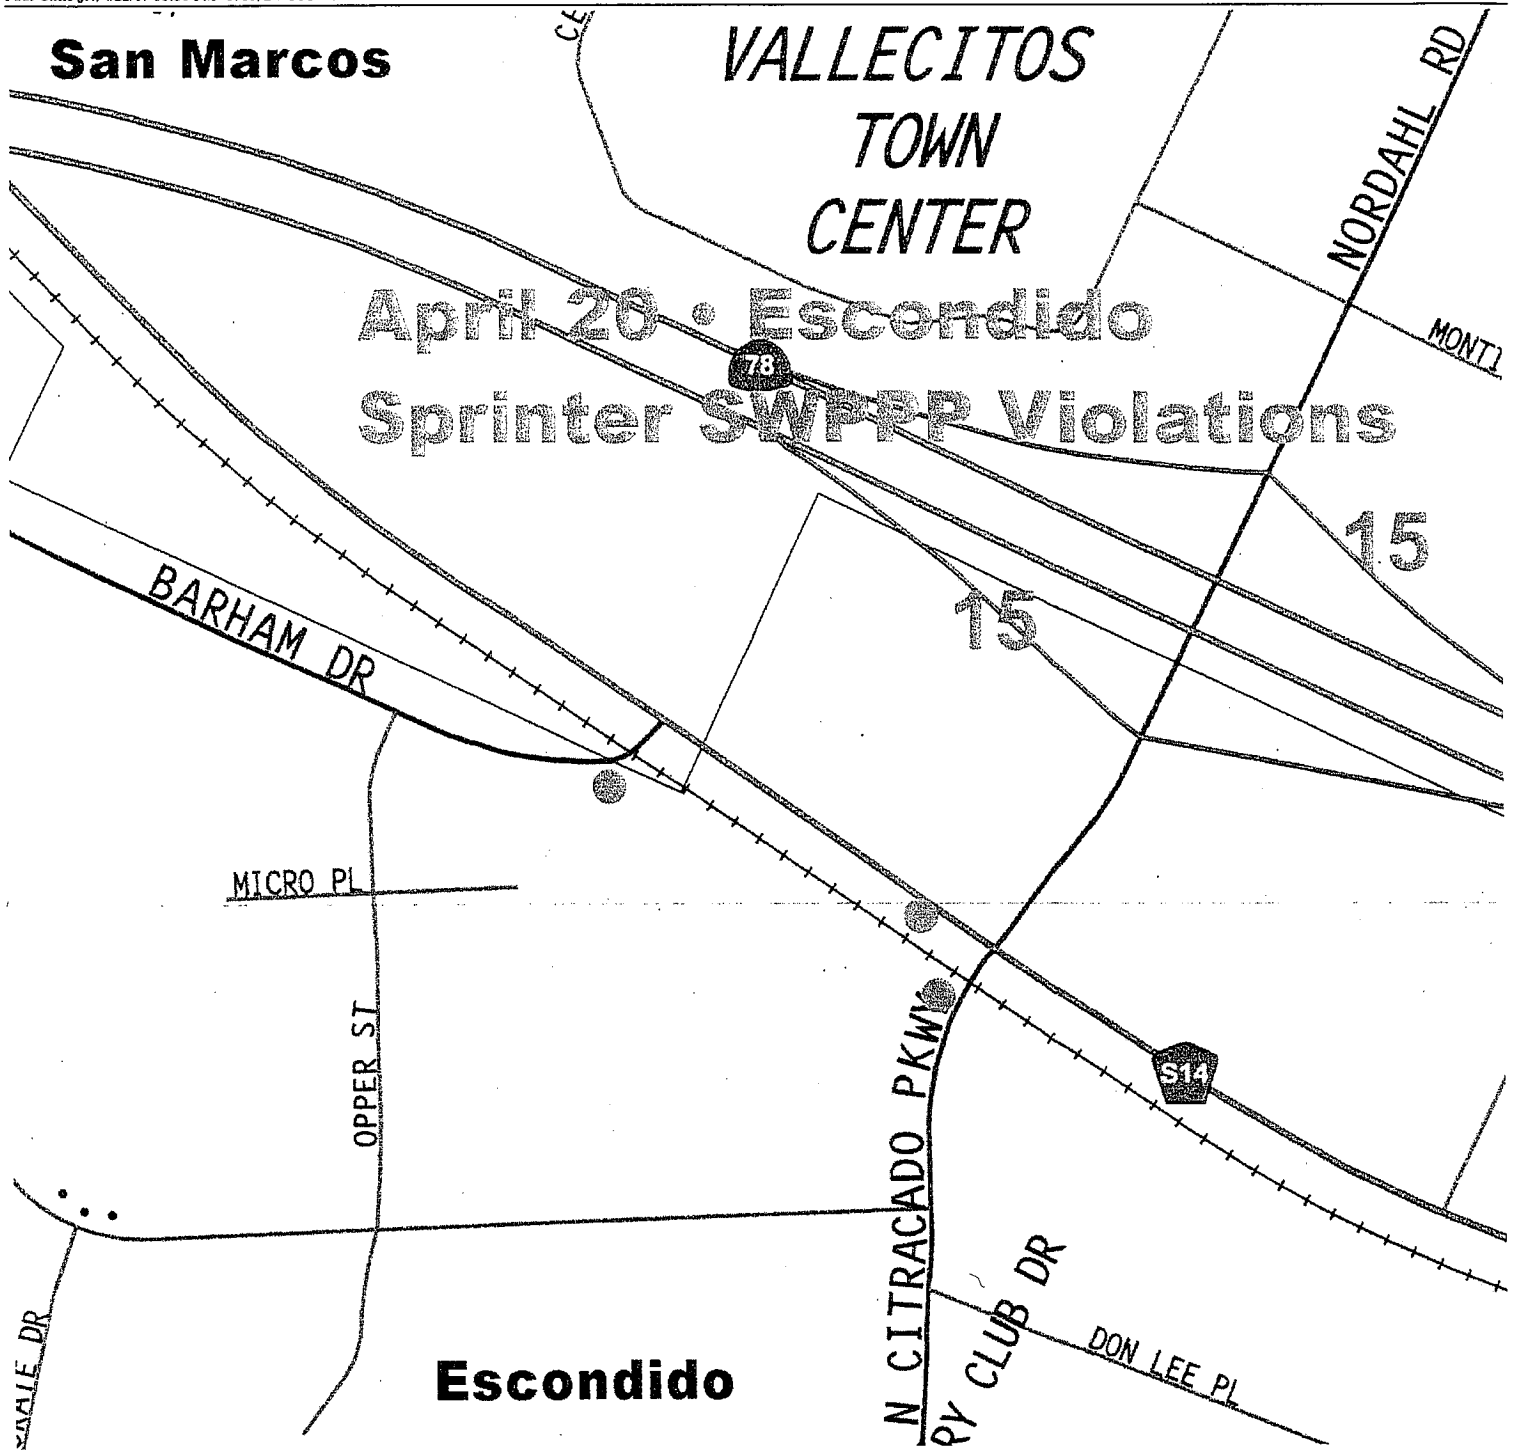 San Marcos
VALLECITOS
TOWN
CENTER
NORDAHL RD
April 20 • Escondido
78
Sprinter SWPPP Violations
15
15
BARHAM DR
MICRO PL
OPPER ST
N CITRACADO PKWY
S14
RY CLUB DR
DON LEE PL
Escondido